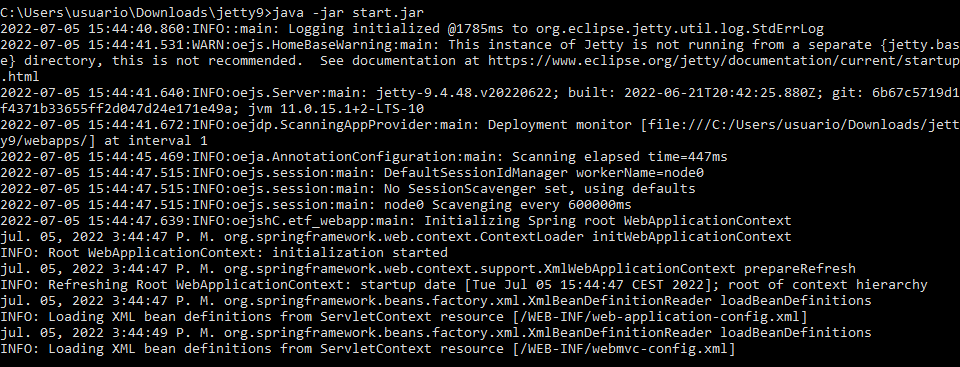 C:\Users\usuario\Downloads\jetty9>java -jar start.jar
2022-07-05 15:44:40.860:INFO::main: Logging initialized @1785ms to org.eclipse.jetty.util.log.StdErrLog
2022-07-05 15:44:41.531:WARN:oejs.HomeBaseWarning:main: This instance of Jetty is not running from a separate {jetty.bas
e} directory, this is not recommended.  See documentation at https://www.eclipse.org/jetty/documentation/current/startup
.html
2022-07-05 15:44:41.640:INFO:oejs.Server:main: jetty-9.4.48.v20220622; built: 2022-06-21T20:42:25.880Z; git: 6b67c5719d1
f4371b33655ff2d047d24e171e49a; jvm 11.0.15.1+2-LTS-10
2022-07-05 15:44:41.672:INFO:oejdp.ScanningAppProvider:main: Deployment monitor [file:///C:/Users/usuario/Downloads/jett
y9/webapps/] at interval 1
2022-07-05 15:44:45.469:INFO:oeja.AnnotationConfiguration:main: Scanning elapsed time=447ms
2022-07-05 15:44:47.515:INFO:oejs.session:main: DefaultSessionIdManager workerName=node0
2022-07-05 15:44:47.515:INFO:oejs.session:main: No SessionScavenger set, using defaults
2022-07-05 15:44:47.515:INFO:oejs.session:main: node0 Scavenging every 600000ms
2022-07-05 15:44:47.639:INFO:oejshC.etf_webapp:main: Initializing Spring root WebApplicationContext
jul. 05, 2022 3:44:47 P. M. org.springframework.web.context.ContextLoader initWebApplicationContext
INFO: Root WebApplicationContext: initialization started
jul. 05, 2022 3:44:47 P. M. org.springframework.web.context.support.XmlWebApplicationContext prepareRefresh
INFO: Refreshing Root WebApplicationContext: startup date [Tue Jul 05 15:44:47 CEST 2022]; root of context hierarchy
jul. 05, 2022 3:44:47 P. M. org.springframework.beans.factory.xml.XmlBeanDefinitionReader loadBeanDefinitions
INFO: Loading XML bean definitions from ServletContext resource [/WEB-INF/web-application-config.xml]
jul. 05, 2022 3:44:49 P. M. org.springframework.beans.factory.xml.XmlBeanDefinitionReader loadBeanDefinitions
INFO: Loading XML bean definitions from ServletContext resource [/WEB-INF/webmvc-config.xml]